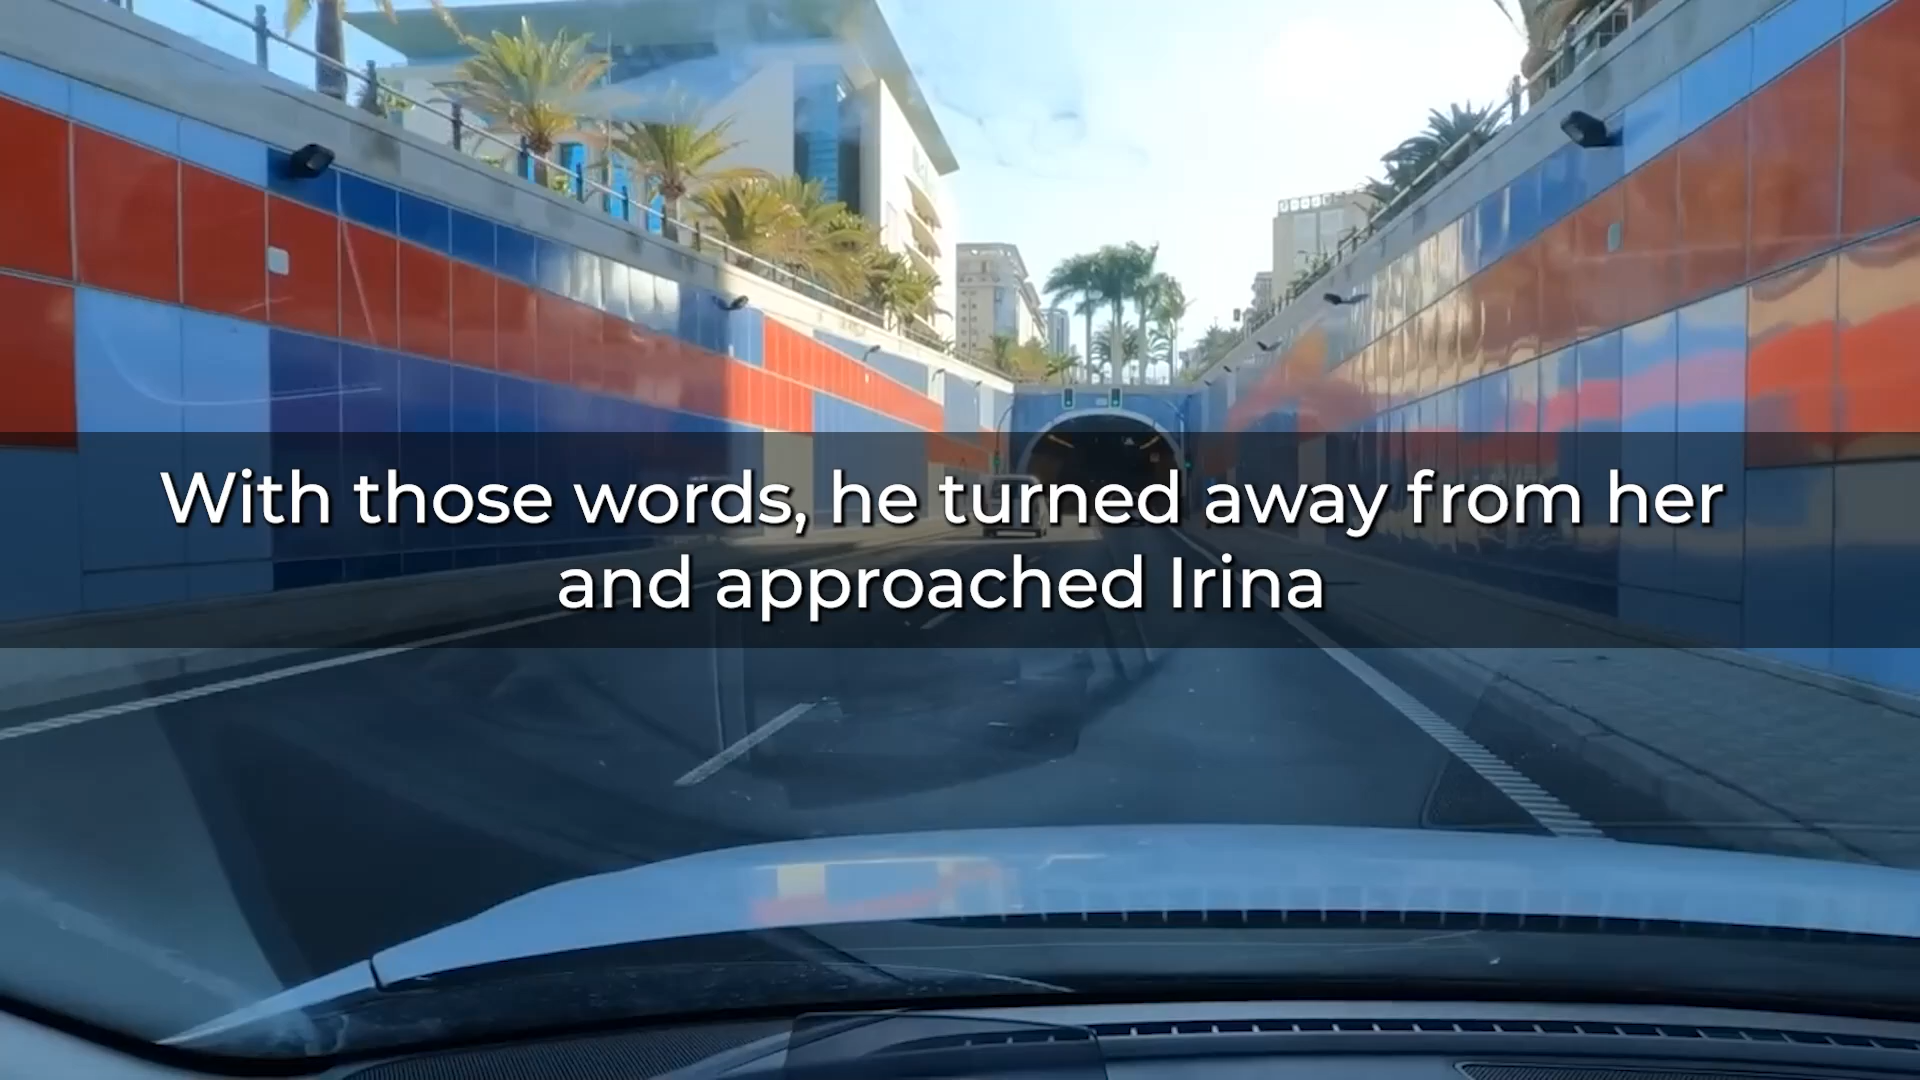 With those words, he turned away from her
and approached Irina